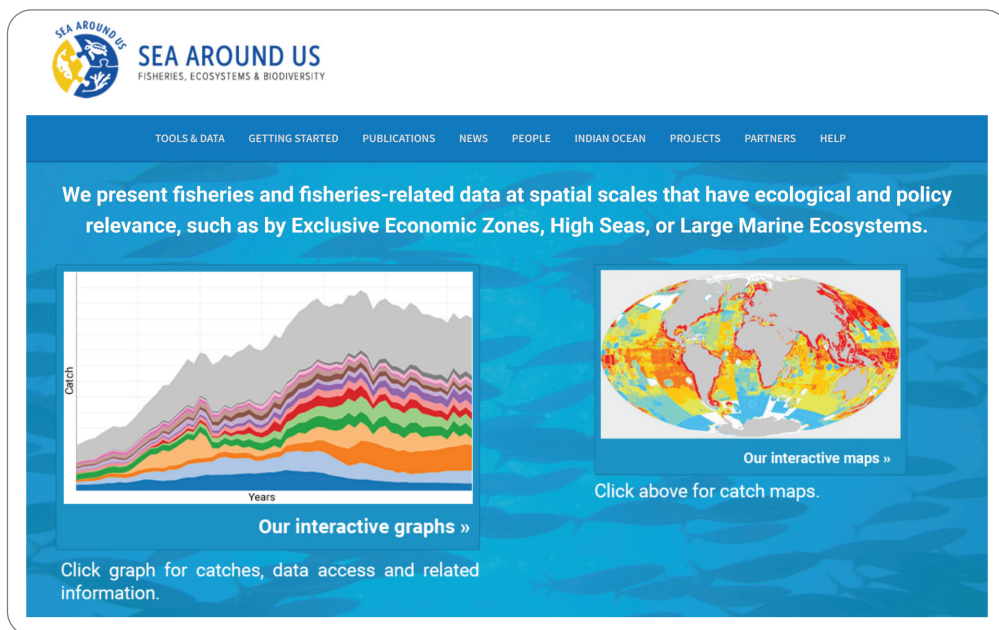 SEA AROUND US
SEA AROUND US
FISHERIES, ECOSYSTEMS & BIODIVERSITY
TOOLS & DATA GETTING STARTED PUBLICATIONS NEWS PEOPLE INDIAN OCEAN PROJECTS PARTNERS HELP
We present fisheries and fisheries-related data at spatial scales that have ecological and policy
relevance, such as by Exclusive Economic Zones, High Seas, or Large Marine Ecosystems.
Catch
Years
Our interactive graphs »
Click graph for catches, data access and related
information.
Our interactive maps »
Click above for catch maps.